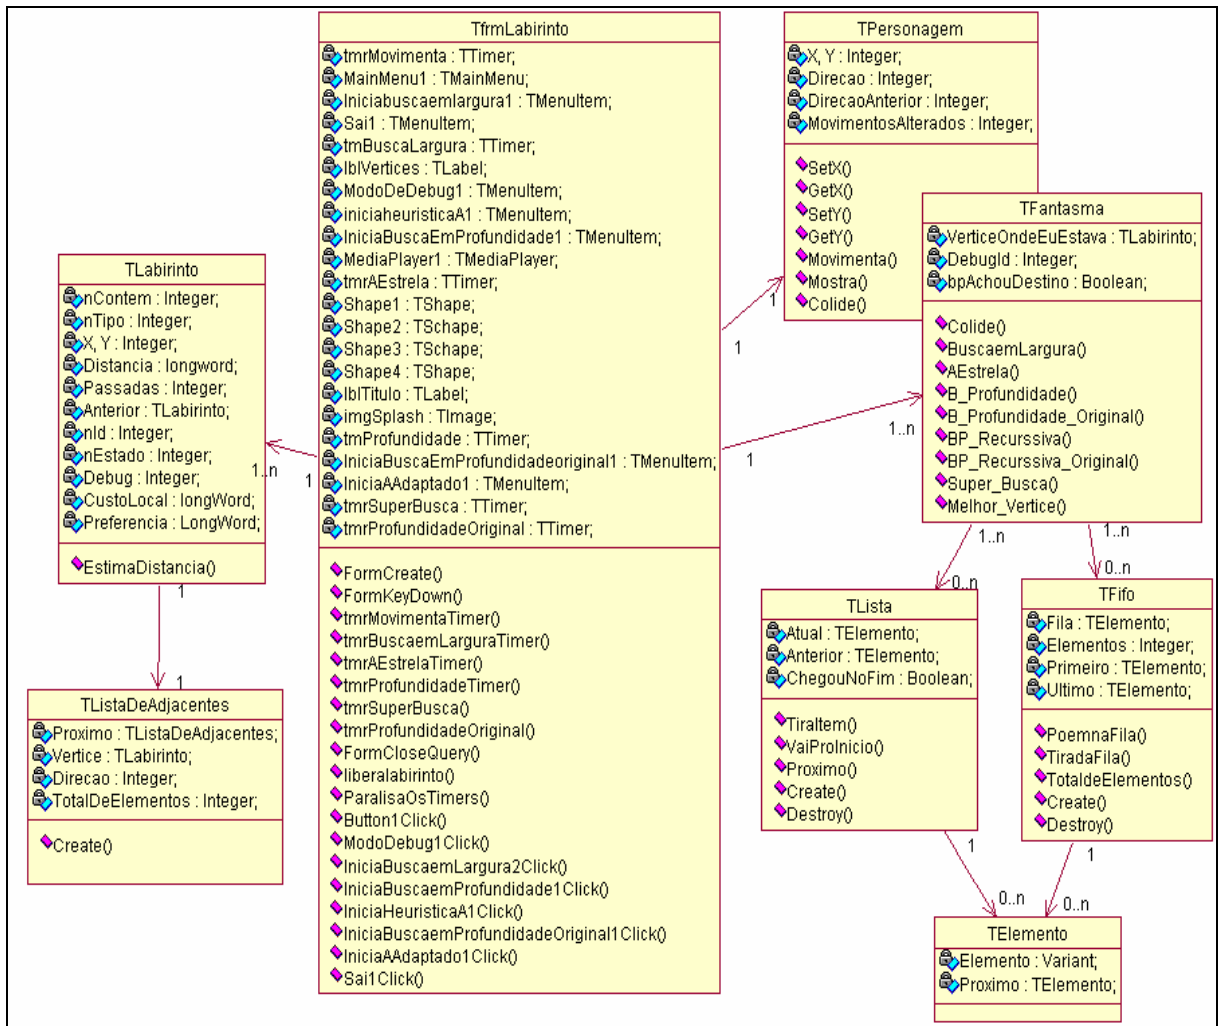 TfrmLabirinto
tmrMovimenta : TTimer;
MainMenu1 : TMainMenu;
Iniciabuscaemlargura1 : TMenuItem;
Sai1 : TMenuItem;
tmBuscaLargura : TTimer;
lblVertices : TLabel;
ModoDeDebug1 : TMenuItem;
iniciaheuristicaA1 : TMenuItem;
IniciaBuscaEmProfundidade1 : TMenuItem;
MediaPlayer1 : TMediaPlayer;
tmrAEstrela : TTimer;
Shape1 : TShape;
Shape2 : TSchape;
Shape3 : TSchape;
Shape4 : TShape;
lblTitulo : TLabel;
imgSplash : TImage;
tmProfundidade : TTimer;
IniciaBuscaEmProfundidadeoriginal1 : TMenuItem;
IniciaAAdaptado1 : TMenuItem;
tmrSuperBusca : TTimer;
tmrProfundidadeOriginal : TTimer;
FormCreate()
FormKeyDown()
tmrMovimentaTimer()
tmrBuscaemLarguraTimer()
tmrAEstrelaTimer()
tmrProfundidadeTimer()
tmrSuperBusca()
tmrProfundidadeOriginal()
FormCloseQuery()
liberalabirinto()
ParalisaOsTimers()
Button1Click()
ModoDebug1Click()
IniciaBuscaemLargura2Click()
IniciaBuscaemProfundidade1Click()
IniciaHeuristicaA1Click()
IniciaBuscaemProfundidadeOriginal1Click()
IniciaAAdaptado1Click()
Sai1Click()
TPersonagem
X, Y : Integer;
Direcao : Integer;
DirecaoAnterior : Integer;
MovimentosAlterados : Integer;
SetX()
GetX()
SetY()
GetY()
Movimenta()
Mostra()
Colide()
TFantasma
VerticeOndeEuEstava : TLabirinto;
DebugId : Integer;
bpAchouDestino : Boolean;
Colide()
BuscaemLargura()
AEstrela()
B_Profundidade()
B_Profundidade_Original()
BP_Recurssiva()
BP_Recurssiva_Original()
Super_Busca()
Melhor_Vertice()
TLabirinto
nContem : Integer;
nTipo : Integer;
X, Y : Integer;
Distancia : longword;
Passadas : Integer;
Anterior : TLabirinto;
nId : Integer;
nEstado : Integer;
Debug : Integer;
CustoLocal : longWord;
Preferencia : LongWord;
EstimaDistancia()
1..n
1
1
1
1
1
1..n
1
TListaDeAdjacentes
Proximo : TListaDeAdjacentes;
Vertice : TLabirinto;
Direcao : Integer;
TotalDeElementos : Integer;
Create()
1..n
1..n
0..n
0..n
TLista
Atual : TElemento;
Anterior : TElemento;
ChegouNoFim : Boolean;
TiraItem()
VaiProInicio()
Proximo()
Create()
Destroy()
TFifo
Fila : TElemento;
Elementos : Integer;
Primeiro : TElemento;
Ultimo : TElemento;
PoemnaFila()
TiradaFila()
TotaldeElementos()
Create()
Destroy()
1
1
0..n
0..n
TElemento
Elemento : Variant;
Proximo : TElemento;